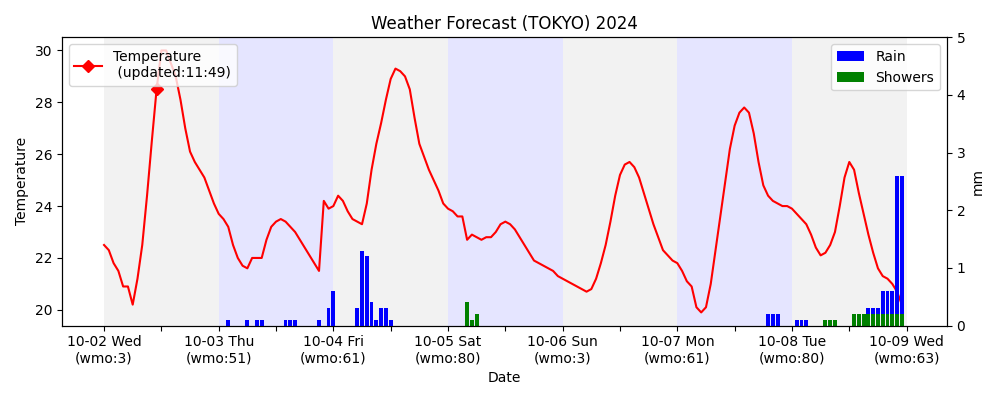 Weather Forecast (TOKYO) 2024
Temperature
(updated:11:49)
Rain
Showers
30
28
26
24
22
20
Temperature
5
4
3
2
1
0
mm
10-02 Wed
(wmo:3)
10-03 Thu
(wmo:51)
10-04 Fri
(wmo:61)
10-05 Sat
(wmo:80)
10-06 Sun
(wmo:3)
10-07 Mon
(wmo:61)
10-08 Tue
(wmo:80)
10-09 Wed
(wmo:63)
Date